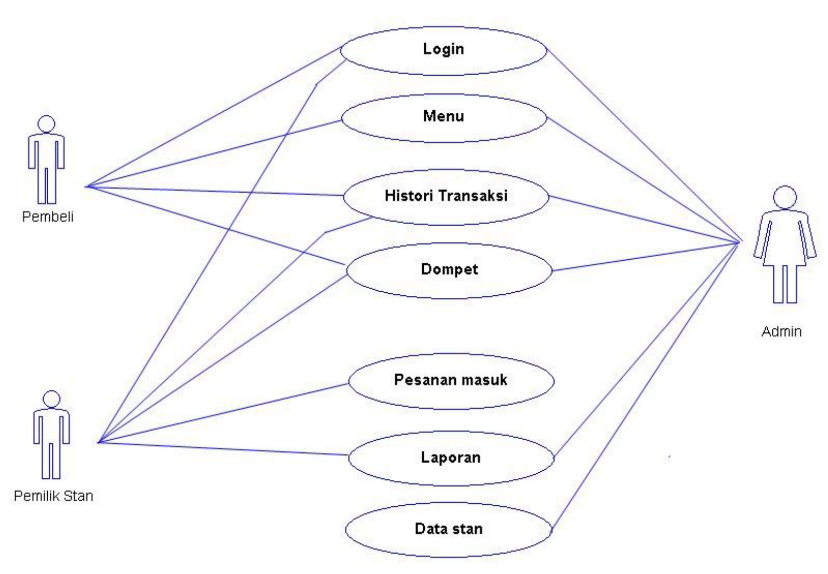 Login
Menu
Histori Transaksi
Dompet
Pesanan masuk
Laporan
Data stan
Pembeli
Pemilik Stan
Admin